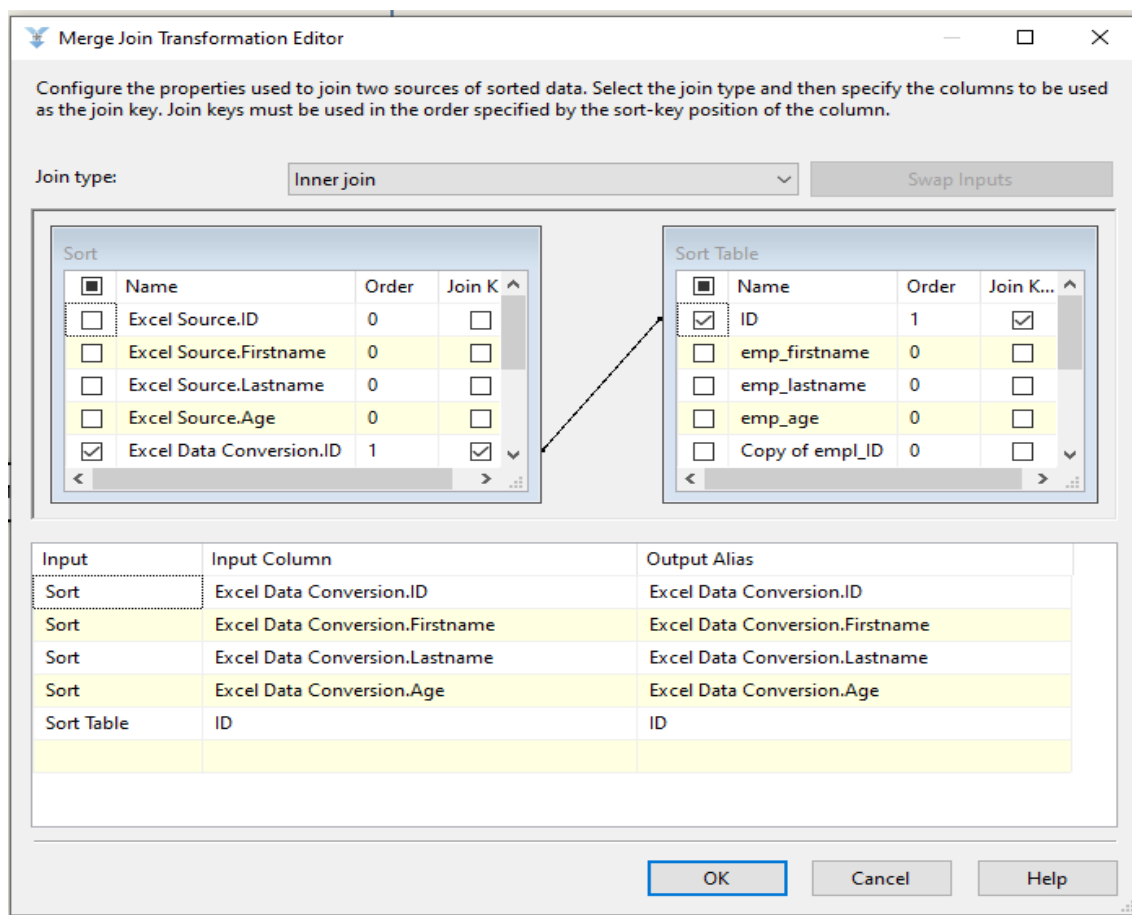 Merge Join Transformation Editor
Configure the properties used to join two sources of sorted data. Select the join type and then specify the columns to be used
as the join key. Join keys must be used in the order specified by the sort-key position of the column.
Join type: Inner join Swap Inputs
Sort
Name Order Join K
Excel Source.ID 0
Excel Source.Firstname 0
Excel Source.Lastname 0
Excel Source.Age 0
Excel Data Conversion.ID 1
Sort Table
Name Order Join K...
ID 1
emp_firstname 0
emp_lastname 0
emp_age 0
Copy of empl_ID 0
Input Input Column Output Alias
Sort Excel Data Conversion.ID Excel Data Conversion.ID
Sort Excel Data Conversion.Firstname Excel Data Conversion.Firstname
Sort Excel Data Conversion.Lastname Excel Data Conversion.Lastname
Sort Excel Data Conversion.Age Excel Data Conversion.Age
Sort Table ID ID
OK Cancel Help